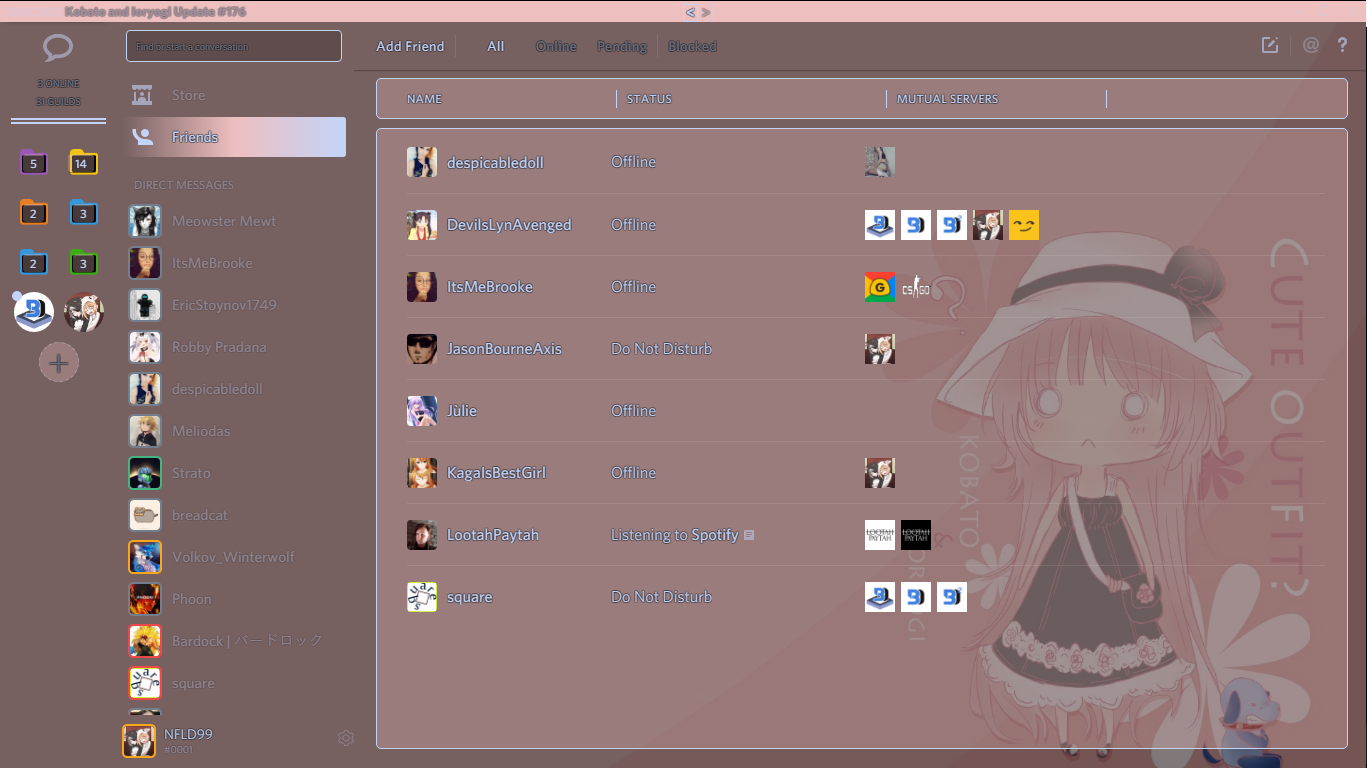 Kobato and Ioryogi Update #176
< >
3 ONLINE
31 GUILDS
5
14
2
3
2
3
Find or start a conversation
Store
Friends
DIRECT MESSAGES
Meowster Mewt
ItsMeBrooke
EricStoynov1749
Robby Pradana
despicabledoll
Meliodas
Strato
breadcat
Volkov_Winterwolf
Phoon
Bardock | バードロック
square
NFLD99
#0001
Add Friend All Online Pending Blocked @ ?
NAME STATUS MUTUAL SERVERS
despicabledoll Offline
DevilsLynAvenged Offline
ItsMeBrooke Offline CS GO
JasonBourneAxis Do Not Disturb
Jùlie Offline
KagaIsBestGirl Offline
LootahPaytah Listening to Spotify LOOTAH PAYTAH LOOTAH PAYTAH
square Do Not Disturb
CUTE OUTFIT?
KOBATO